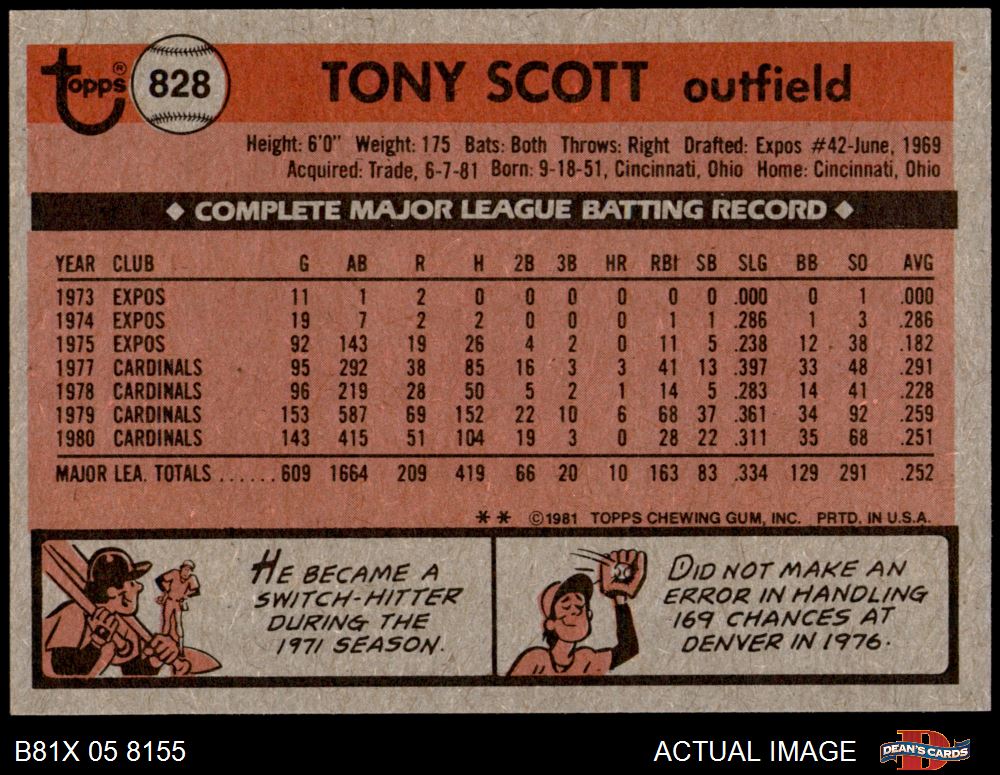 Topps® 828 TONY SCOTT outfield
Height: 6'0" Weight: 175 Bats: Both Throws: Right Drafted: Expos #42-June, 1969
Acquired: Trade, 6-7-81 Born: 9-18-51, Cincinnati, Ohio Home: Cincinnati, Ohio
◆ COMPLETE MAJOR LEAGUE BATTING RECORD ◆
YEAR CLUB G AB R H 2B 3B HR RBI SB SLG BB SO AVG
1973 EXPOS 11 1 2 0 0 0 0 0 0 .000 0 1 .000
1974 EXPOS 19 7 2 2 0 0 0 1 1 .286 1 3 .286
1975 EXPOS 92 143 19 26 4 2 0 11 5 .238 12 38 .182
1977 CARDINALS 95 292 38 85 16 3 3 41 13 .397 33 48 .291
1978 CARDINALS 96 219 28 50 5 2 1 14 5 .283 14 41 .228
1979 CARDINALS 153 587 69 152 22 10 6 68 37 .361 34 92 .259
1980 CARDINALS 143 415 51 104 19 3 0 28 22 .311 35 68 .251
MAJOR LEA. TOTALS ......609 1664 209 419 66 20 10 163 83 .334 129 291 .252
** ©1981 TOPPS CHEWING GUM, INC. PRTD. IN U.S.A.
HE BECAME A
SWITCH-HITTER
DURING THE
1971 SEASON.
DID NOT MAKE AN
ERROR IN HANDLING
169 CHANCES AT
DENVER IN 1976.
B81X 05 8155 ACTUAL IMAGE DEAN'S CARDS